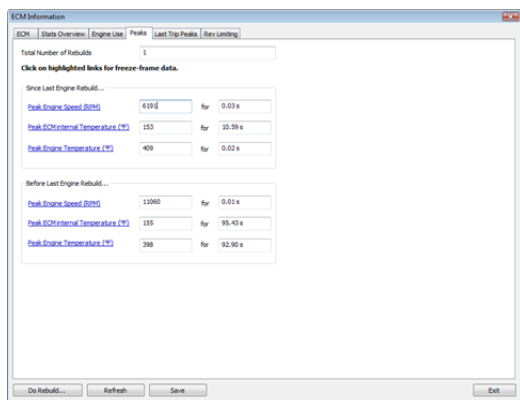 ECM Information
ECM Stats Overview Engine Use Peaks Last Trip Peaks Rev Limiting
Total Number of Rebuilds 1
Click on highlighted links for freeze-frame data.
Since Last Engine Rebuild...
Peak Engine Speed (RPM) 6191 for 0.03 s
Peak ECM internal Temperature (°F) 153 for 10.59 s
Peak Engine Temperature (°F) 409 for 0.02 s
Before Last Engine Rebuild...
Peak Engine Speed (RPM) 11060 for 0.01 s
Peak ECM internal Temperature (°F) 155 for 95.43 s
Peak Engine Temperature (°F) 398 for 92.90 s
Do Rebuild... Refresh Save Exit